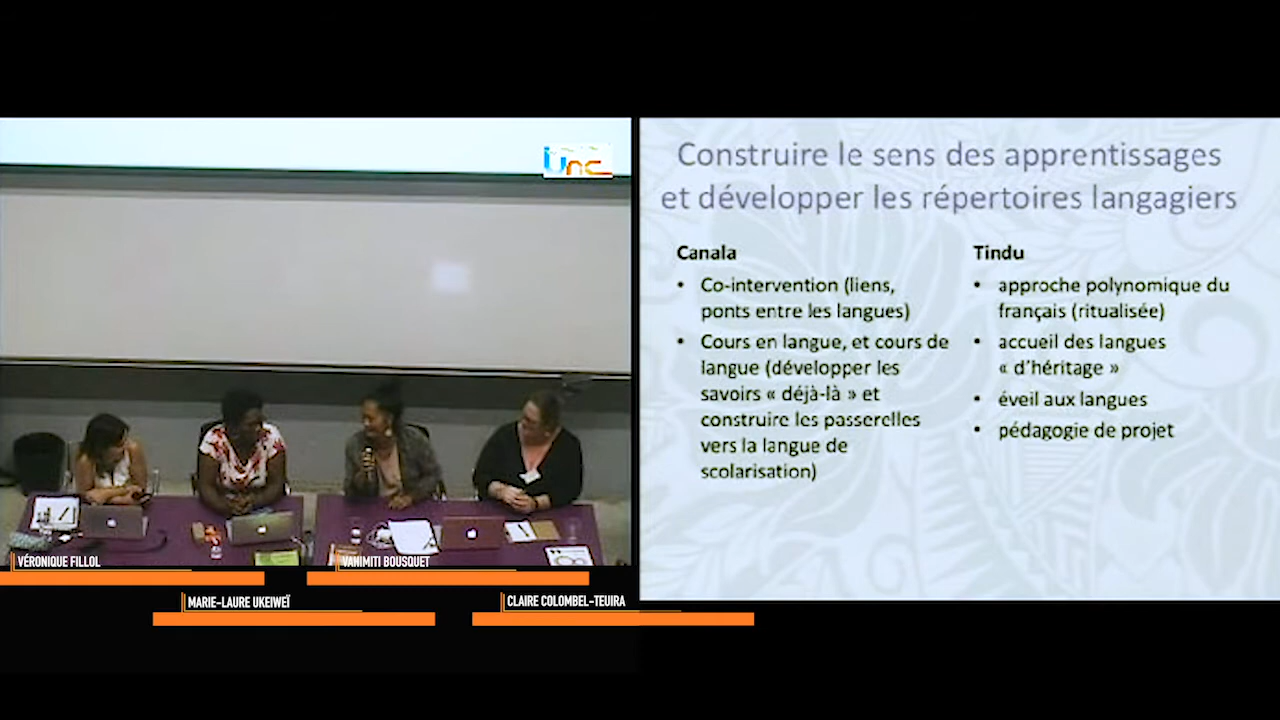 unc
VÉRONIQUE FILLOL
VANIMITI BOUSQUET
MARIE-LAURE UKEIWEÏ
CLAIRE COLOMBEL-TEUIRA
Construire le sens des apprentissages
et développer les répertoires langagiers
Canala
• Co-intervention (liens,
ponts entre les langues)
• Cours en langue, et cours de
langue (développer les
savoirs « déjà-là » et
construire les passerelles
vers la langue de
scolarisation)
Tindu
• approche polynomique du
français (ritualisée)
• accueil des langues
« d’héritage »
• éveil aux langues
• pédagogie de projet